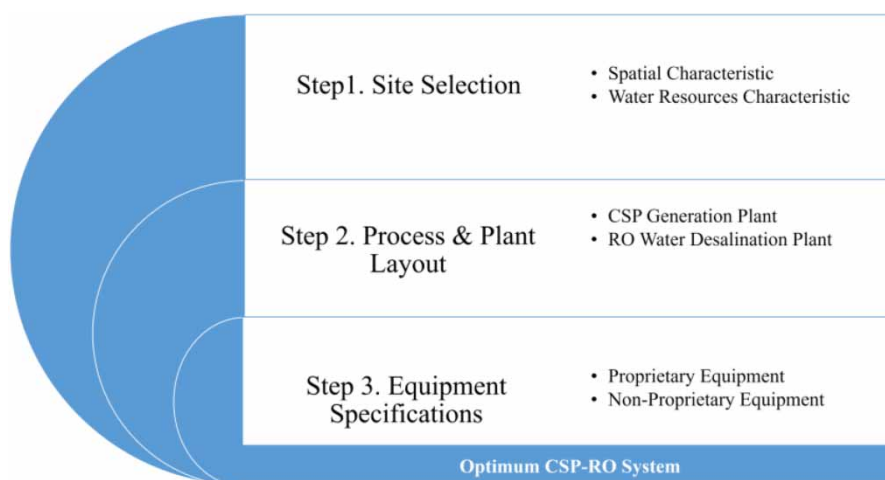 Step1. Site Selection
• Spatial Characteristic
• Water Resources Characteristic
Step 2. Process & Plant
Layout
• CSP Generation Plant
• RO Water Desalination Plant
Step 3. Equipment
Specifications
• Proprietary Equipment
• Non-Proprietary Equipment
Optimum CSP-RO System